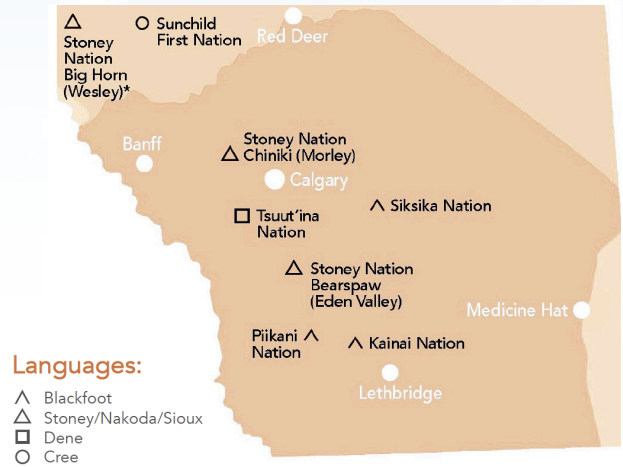 Stoney
Nation
Big Horn
(Wesley)*
Sunchild
First Nation
Red Deer
Banff
Stoney Nation
Chiniki (Morley)
Calgary
Siksika Nation
Tsuut’ina
Nation
Stoney Nation
Bearspaw
(Eden Valley)
Medicine Hat
Piikani
Nation
Kainai Nation
Lethbridge
Languages:
Blackfoot
Stoney/Nakoda/Sioux
Dene
Cree